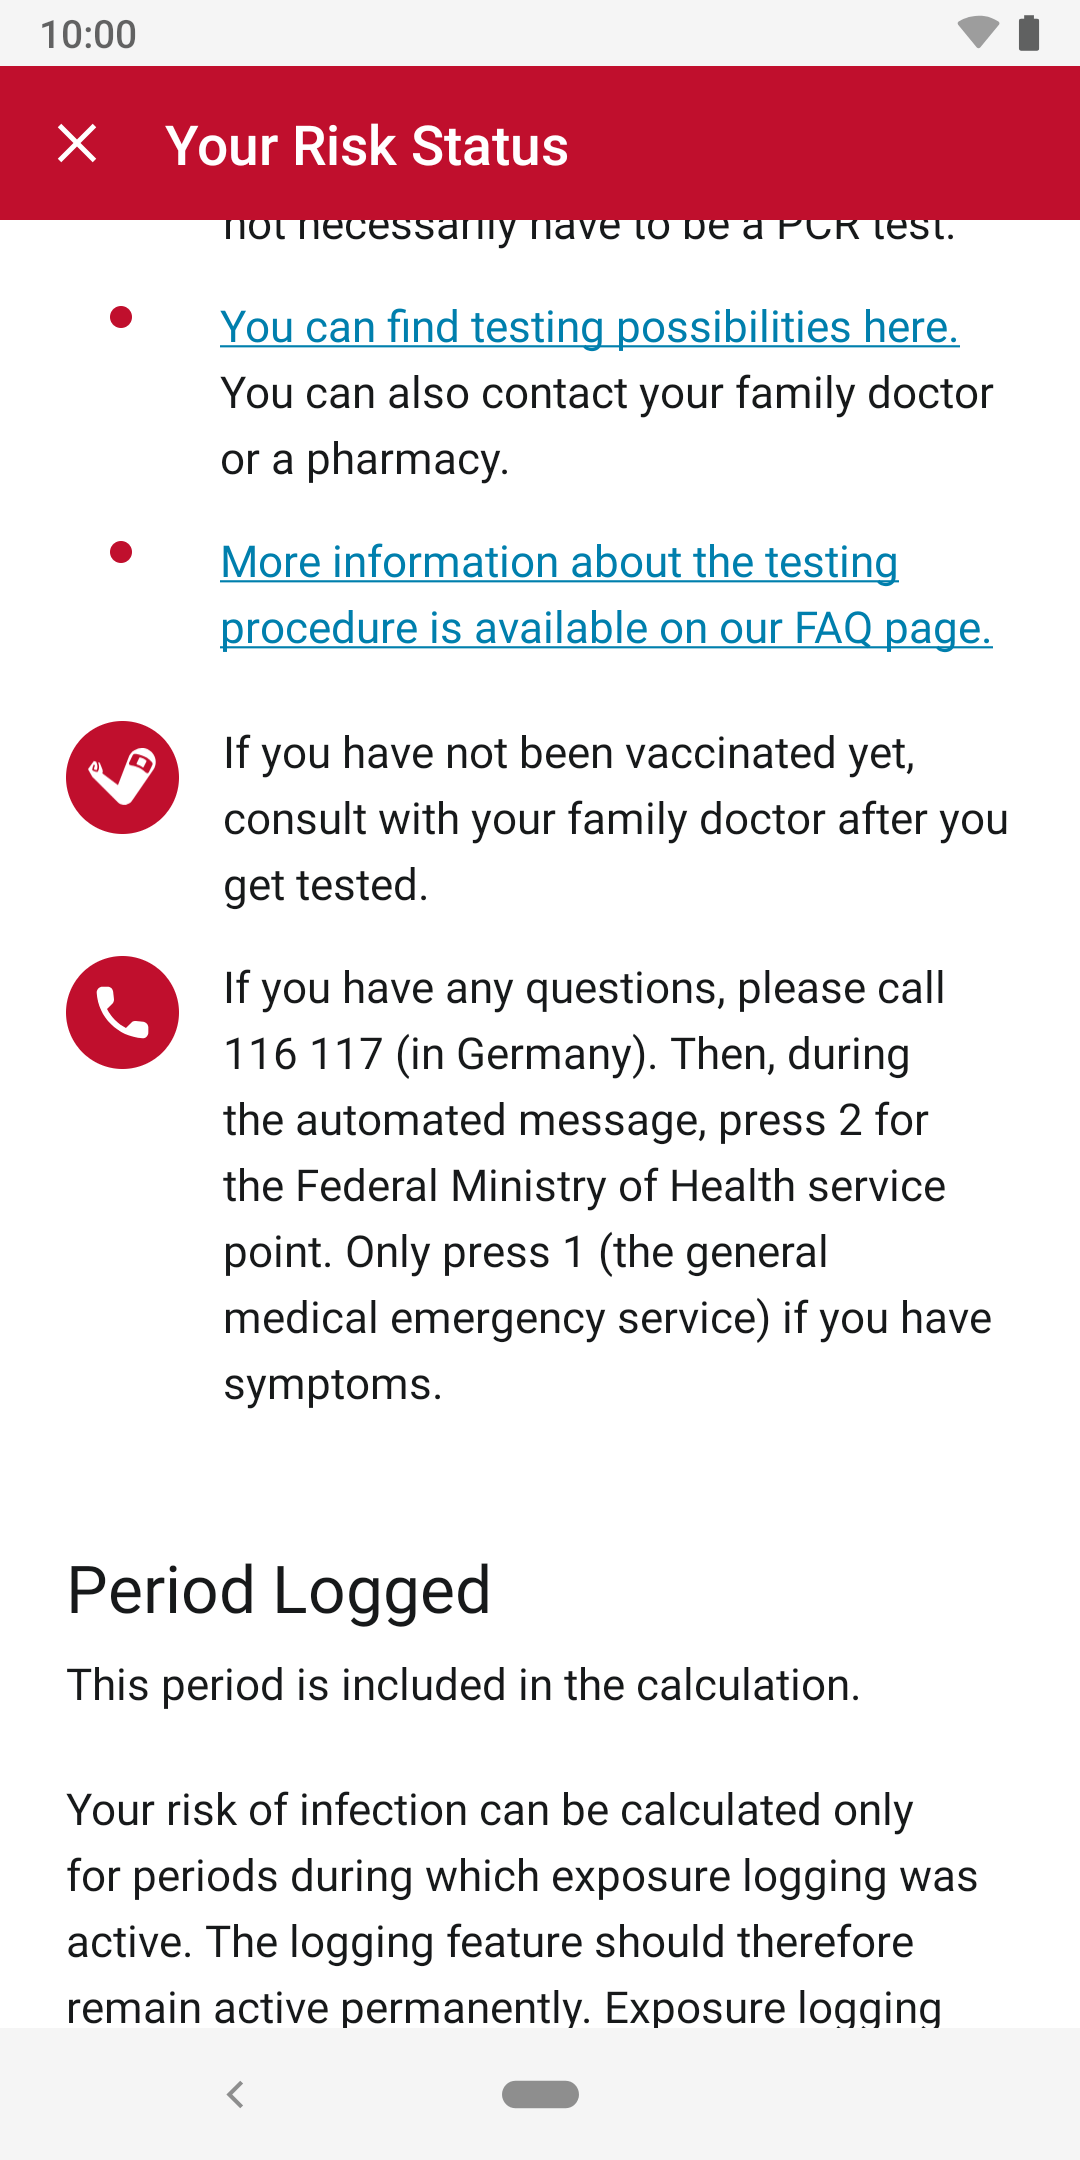 10:00
Your Risk Status
not necessarily have to be a PCR test.
You can find testing possibilities here.
You can also contact your family doctor
or a pharmacy.
More information about the testing
procedure is available on our FAQ page.
If you have not been vaccinated yet,
consult with your family doctor after you
get tested.
If you have any questions, please call
116 117 (in Germany). Then, during
the automated message, press 2 for
the Federal Ministry of Health service
point. Only press 1 (the general
medical emergency service) if you have
symptoms.
Period Logged
This period is included in the calculation.
Your risk of infection can be calculated only
for periods during which exposure logging was
active. The logging feature should therefore
remain active permanently. Exposure logging